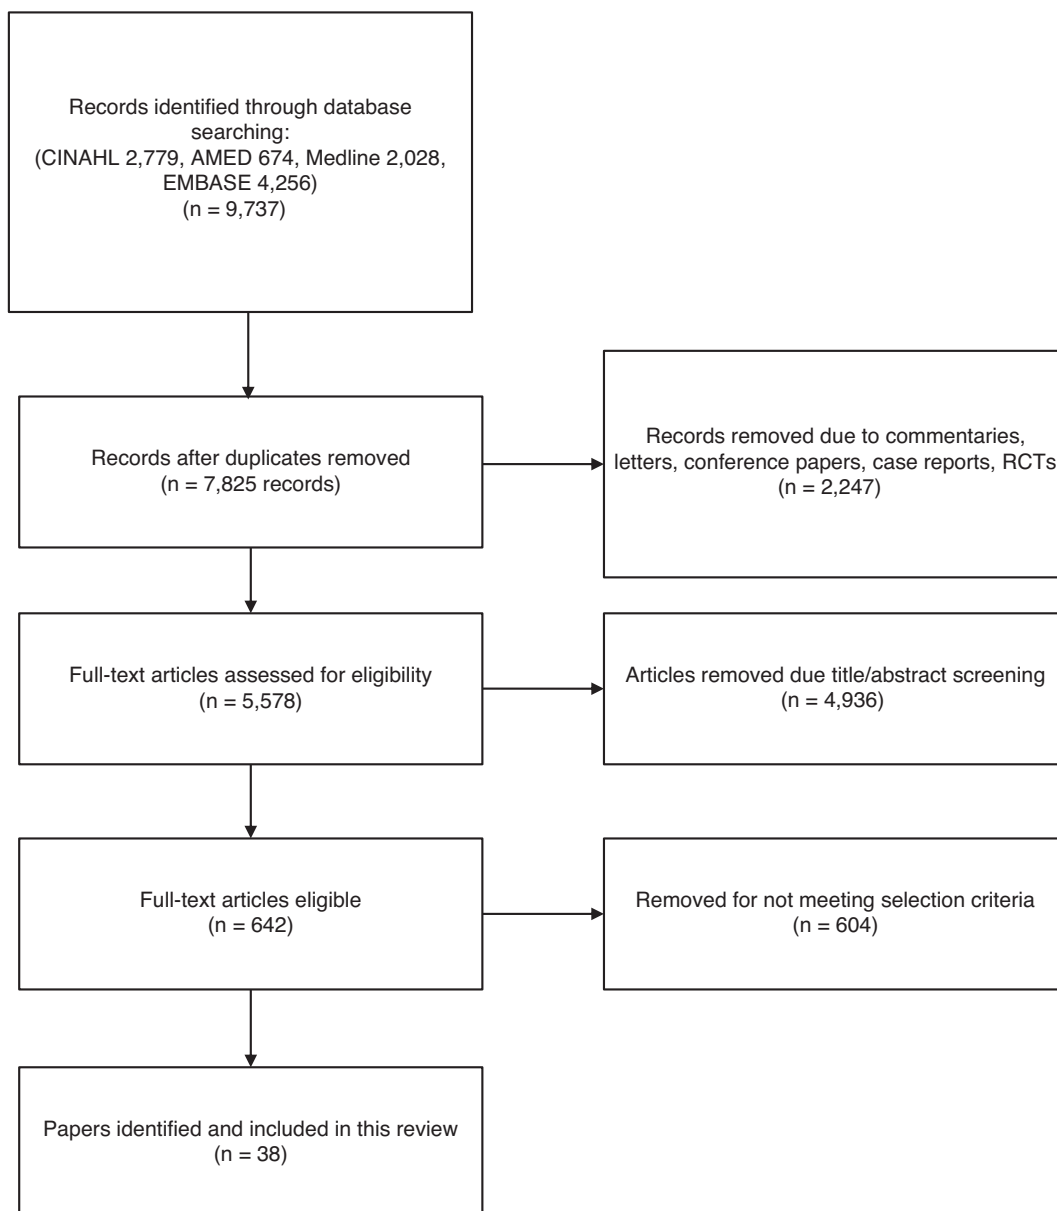 Records identified through database
searching:
(CINAHL 2,779, AMED 674, Medline 2,028,
EMBASE 4,256)
(n = 9,737)
Records after duplicates removed
(n = 7,825 records)
Records removed due to commentaries,
letters, conference papers, case reports, RCTs
(n = 2,247)
Full-text articles assessed for eligibility
(n = 5,578)
Articles removed due title/abstract screening
(n = 4,936)
Full-text articles eligible
(n = 642)
Removed for not meeting selection criteria
(n = 604)
Papers identified and included in this review
(n = 38)